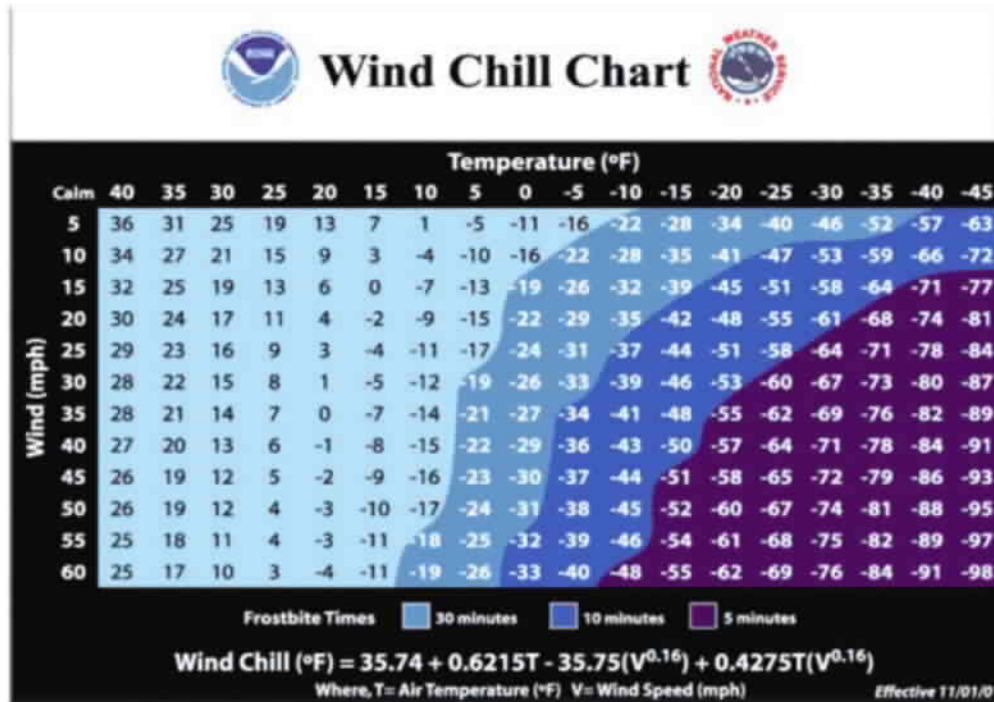 Wind Chill Chart
NATIONAL WEATHER SERVICE
Temperature (ºF)
Calm 40 35 30 25 20 15 10 5 0 -5 -10 -15 -20 -25 -30 -35 -40 -45
5 36 31 25 19 13 7 1 -5 -11 -16 -22 -28 -34 -40 -46 -52 -57 -63
10 34 27 21 15 9 3 -4 -10 -16 -22 -28 -35 -41 -47 -53 -59 -66 -72
15 32 25 19 13 6 0 -7 -13 -19 -26 -32 -39 -45 -51 -58 -64 -71 -77
20 30 24 17 11 4 -2 -9 -15 -22 -29 -35 -42 -48 -55 -61 -68 -74 -81
25 29 23 16 9 3 -4 -11 -17 -24 -31 -37 -44 -51 -58 -64 -71 -78 -84
30 28 22 15 8 1 -5 -12 -19 -26 -33 -39 -46 -53 -60 -67 -73 -80 -87
35 28 21 14 7 0 -7 -14 -21 -27 -34 -41 -48 -55 -62 -69 -76 -82 -89
40 27 20 13 6 -1 -8 -15 -22 -29 -36 -43 -50 -57 -64 -71 -78 -84 -91
45 26 19 12 5 -2 -9 -16 -23 -30 -37 -44 -51 -58 -65 -72 -79 -86 -93
50 26 19 12 4 -3 -10 -17 -24 -31 -38 -45 -52 -60 -67 -74 -81 -88 -95
55 25 18 11 4 -3 -11 -18 -25 -32 -39 -46 -54 -61 -68 -75 -82 -89 -97
60 25 17 10 3 -4 -11 -19 -26 -33 -40 -48 -55 -62 -69 -76 -84 -91 -98
Wind (mph)
Frostbite Times 30 minutes 10 minutes 5 minutes
Wind Chill (ºF) = 35.74 + 0.6215T - 35.75(V^0.16) + 0.4275T(V^0.16)
Where, T= Air Temperature (ºF) V= Wind Speed (mph) Effective 11/01/0